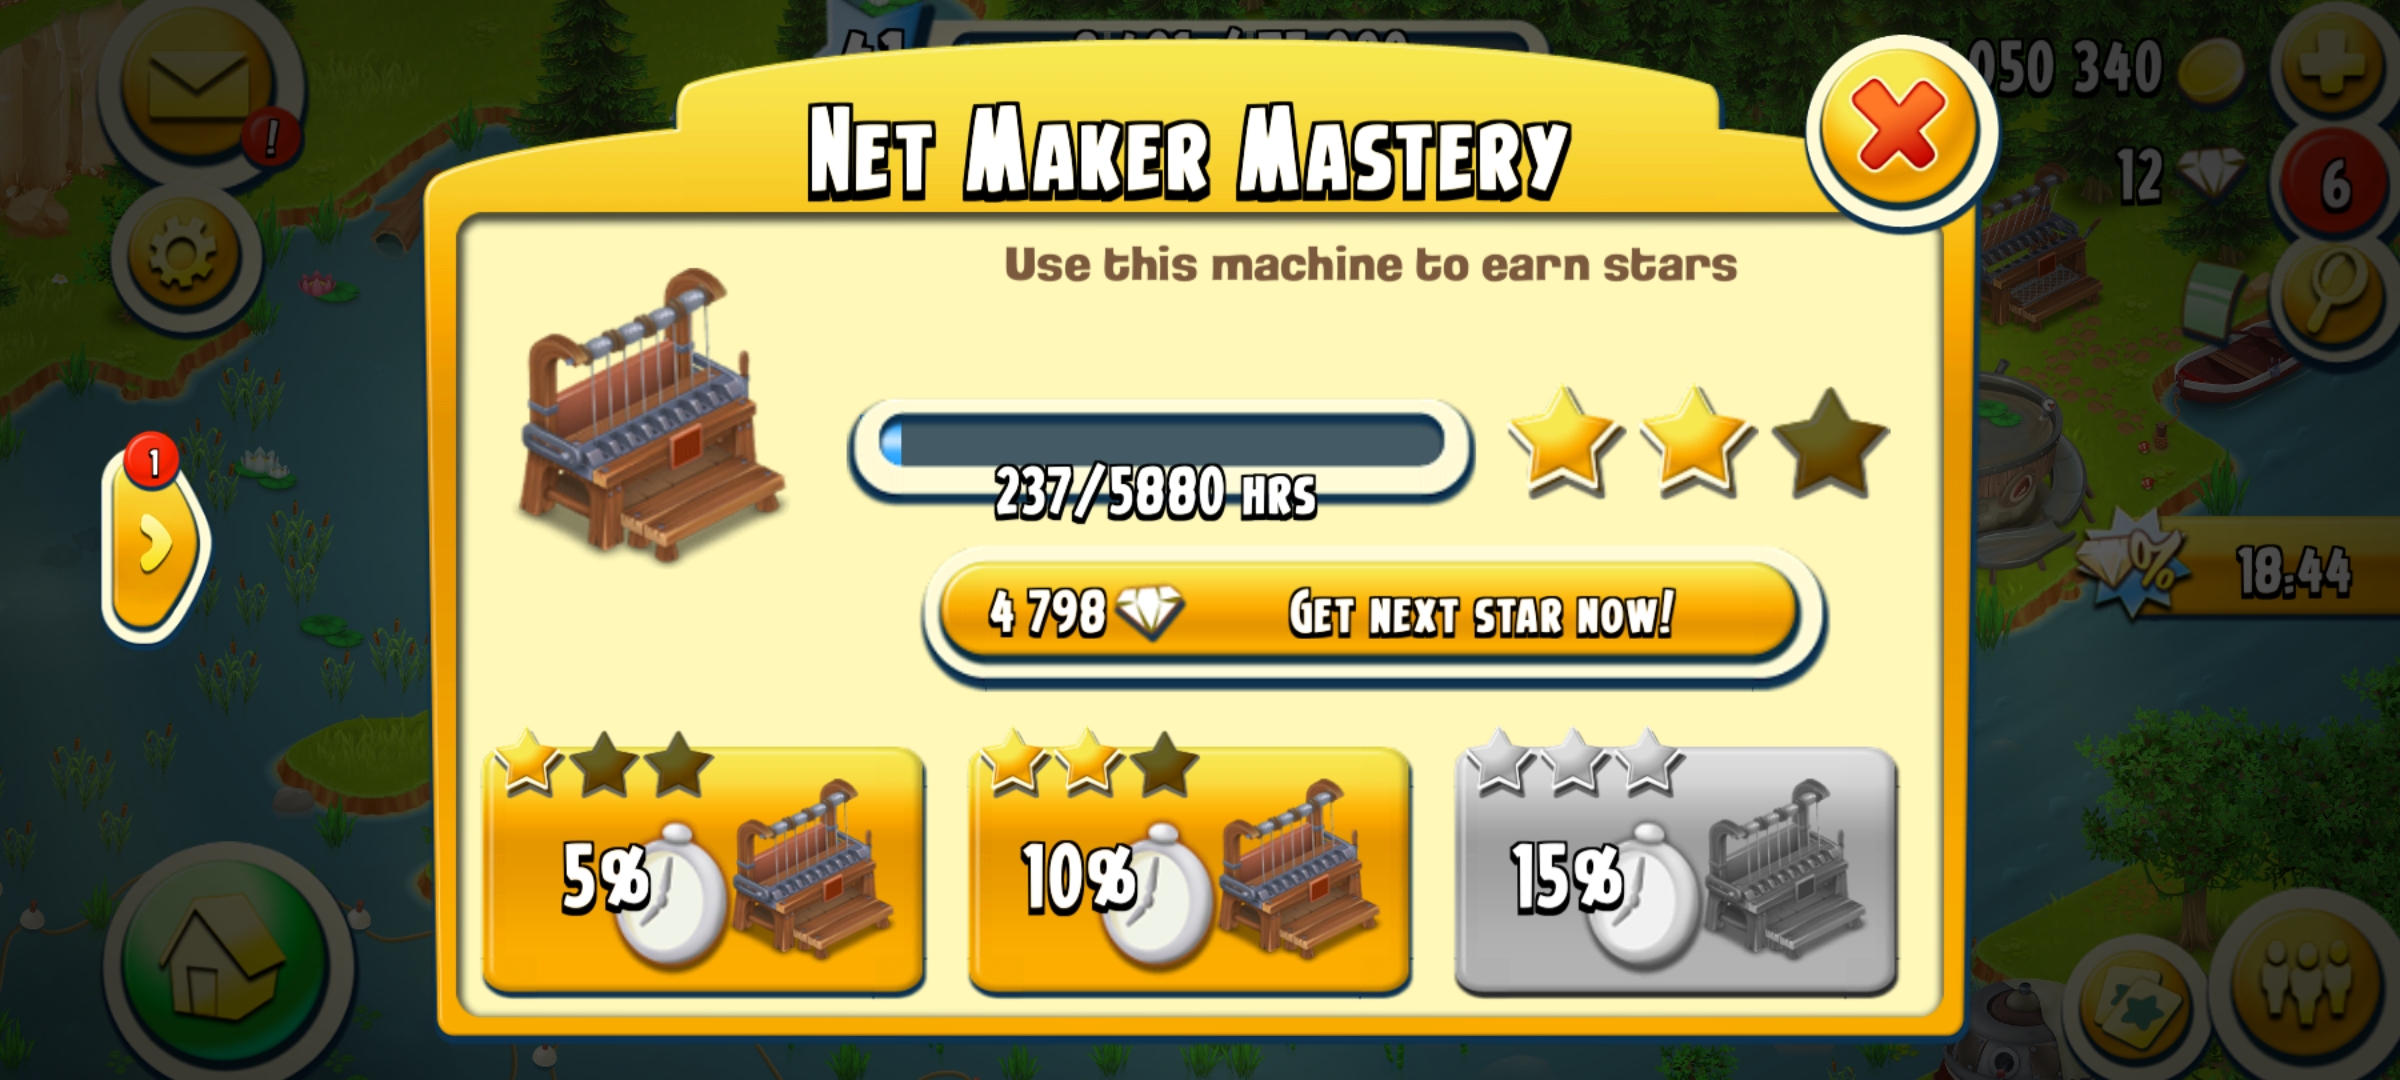 050 340
!
NET MAKER MASTERY
12
6
Use this machine to earn stars
1
237/5880 HRS
18:44
4 798 GET NEXT STAR NOW!
5%
10%
15%